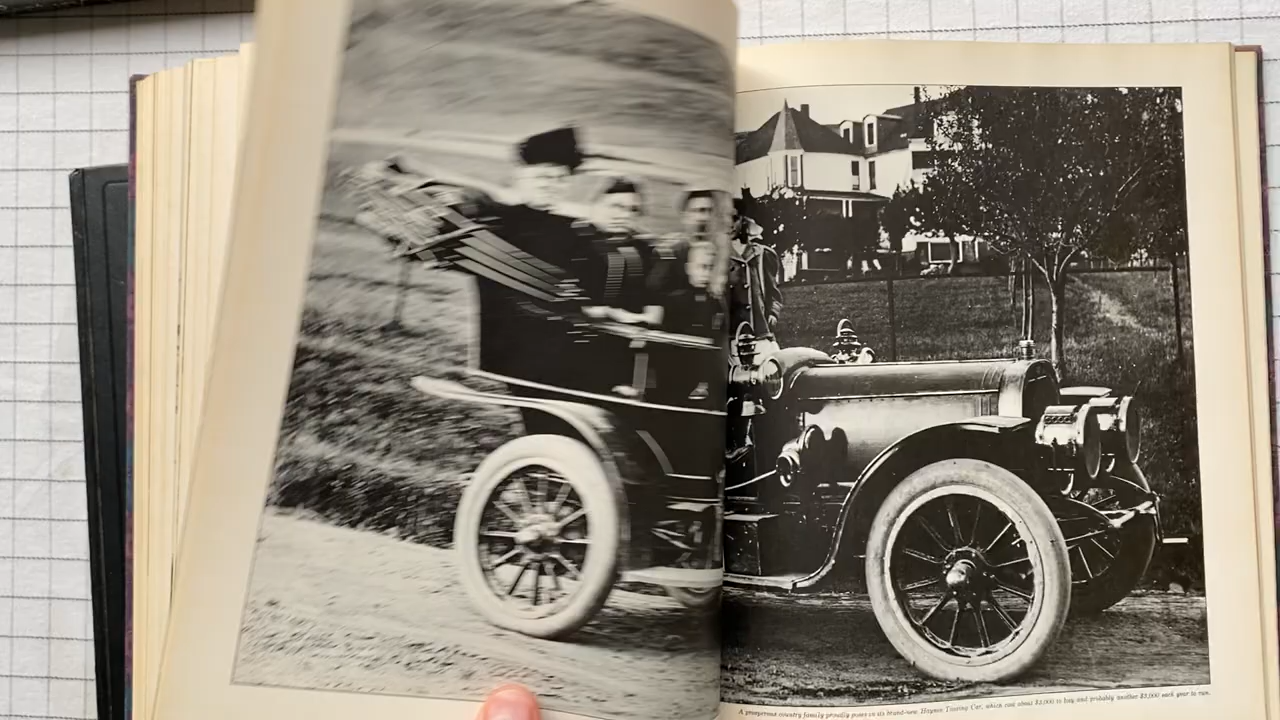 A prosperous country family proudly poses in its brand-new Haynes Touring Car, which cost about $3,000 to buy and probably another $3,000 each year to run.